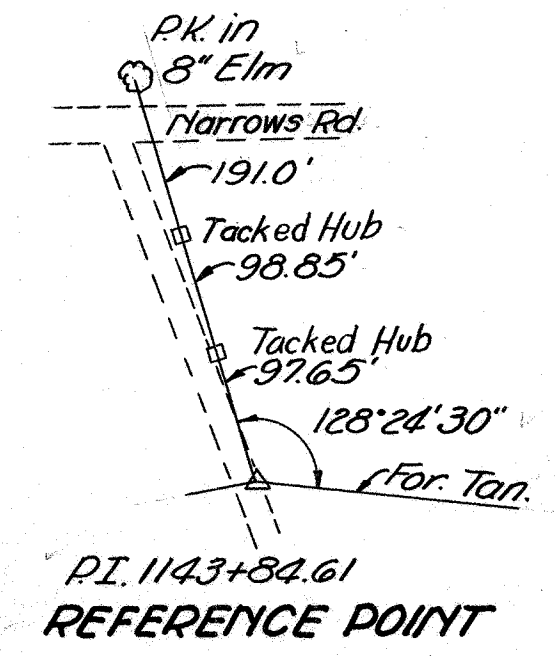 P.K. in
8" Elm
Narrows Rd.
191.0'
Tacked Hub
98.85'
Tacked Hub
97.65'
128°24'30"
For. Tan.
P.I. 1143+84.61
REFERENCE POINT